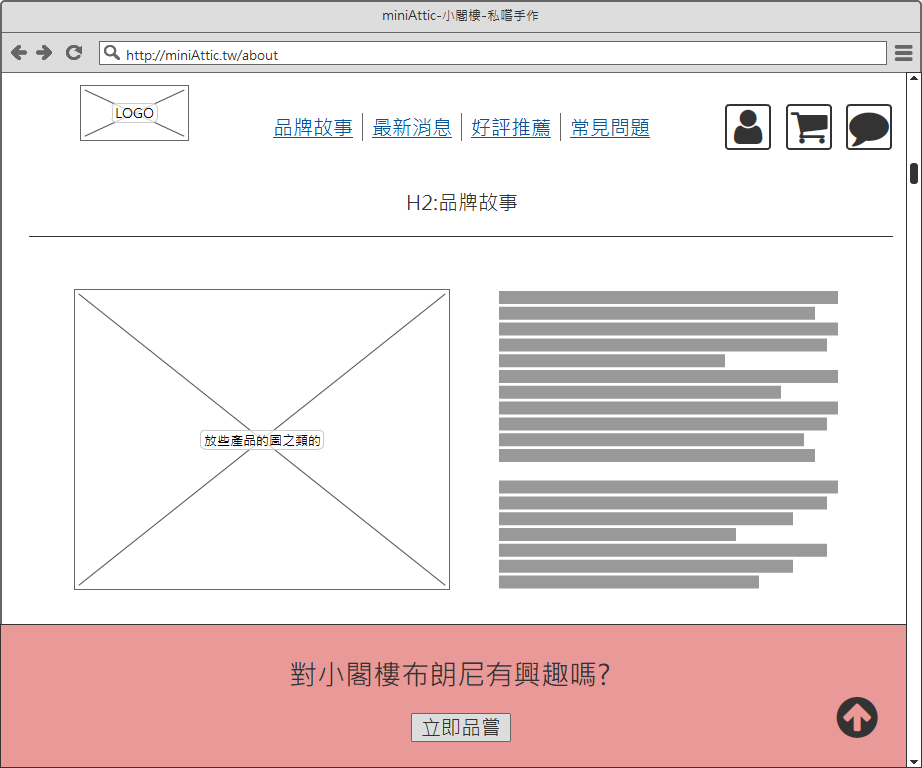 miniAttic-小閣樓-私嚐手作
http://miniAttic.tw/about
LOGO
品牌故事 最新消息 好評推薦 常見問題
H2:品牌故事
放些產品的圖之類的
對小閣樓布朗尼有興趣嗎?
立即品嘗